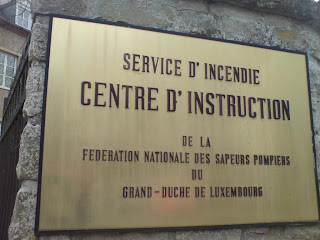 SERVICE D'INCENDIE
CENTRE D'INSTRUCTION
DE LA
FEDERATION NATIONALE DES SAPEURS POMPIERS
DU
GRAND-DUCHE DE LUXEMBOURG